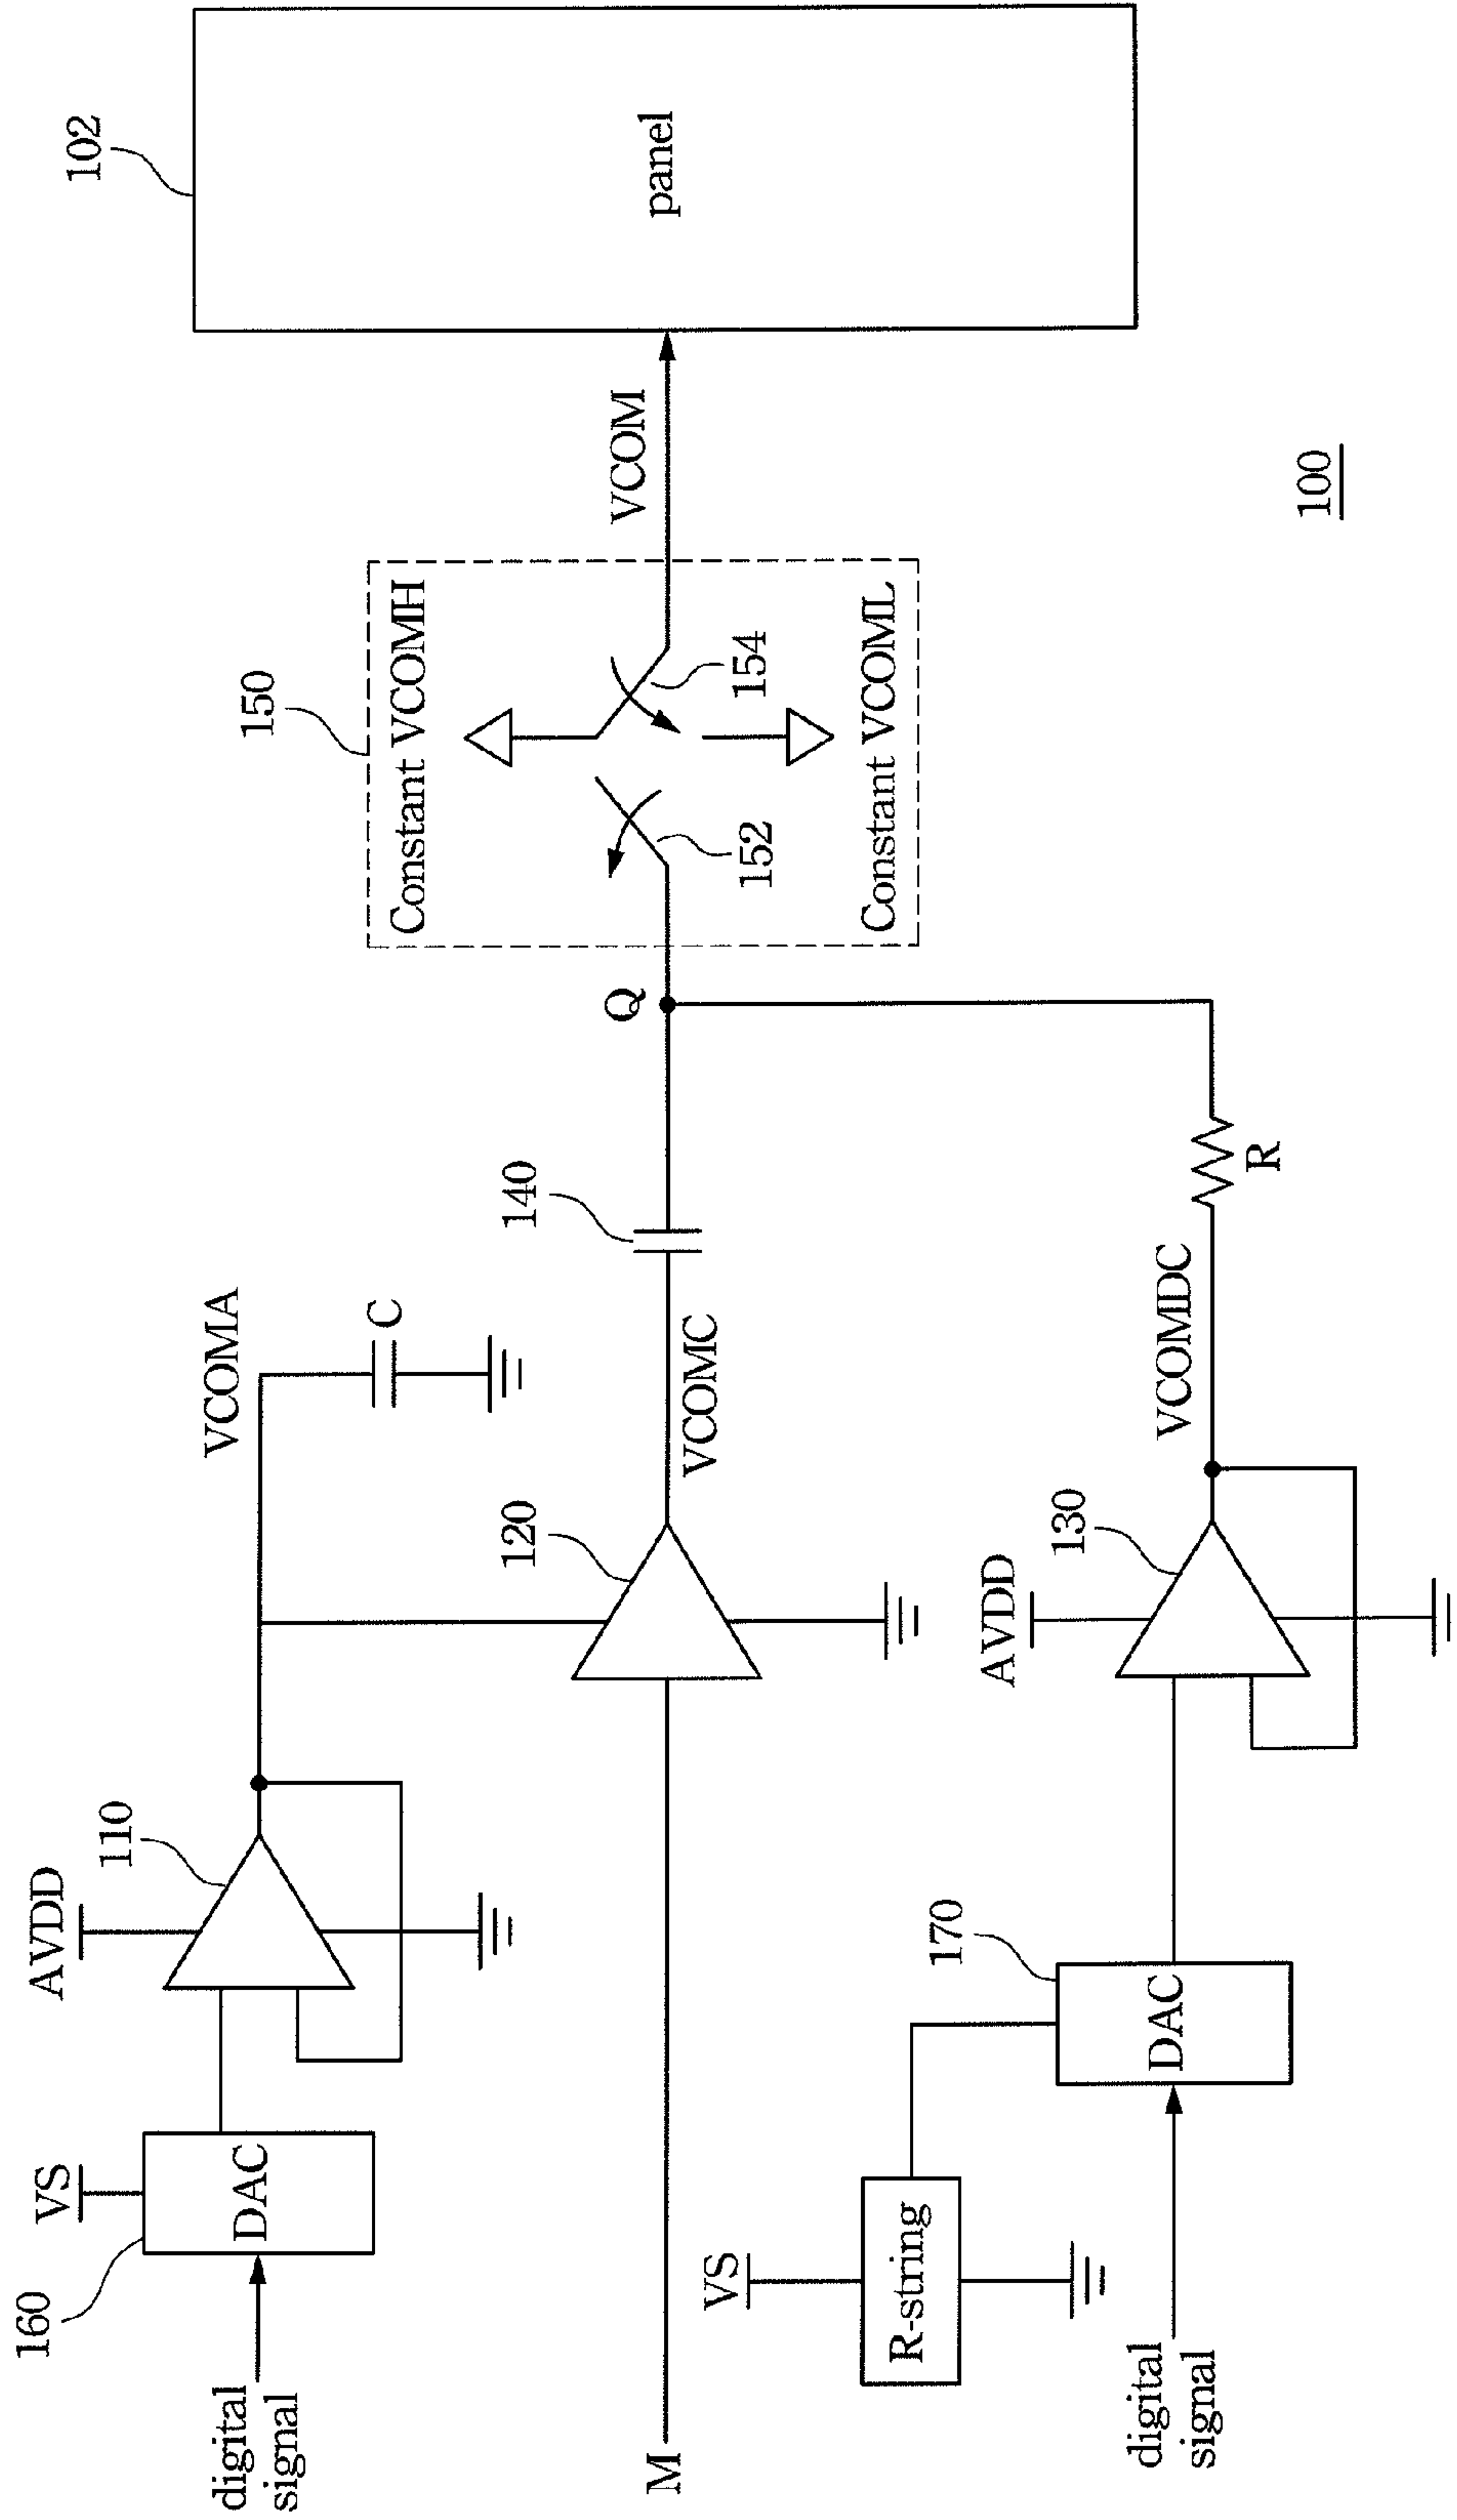 160
VS
DAC
digital
signal
AVDD
110
VCOMA
C
M
120
VCOMC
140
Q
150
Constant VCOMH
152
154
Constant VCOML
VCOM
102
panel
VS
R-string
170
DAC
digital
signal
AVDD
130
VCOMDC
R
100